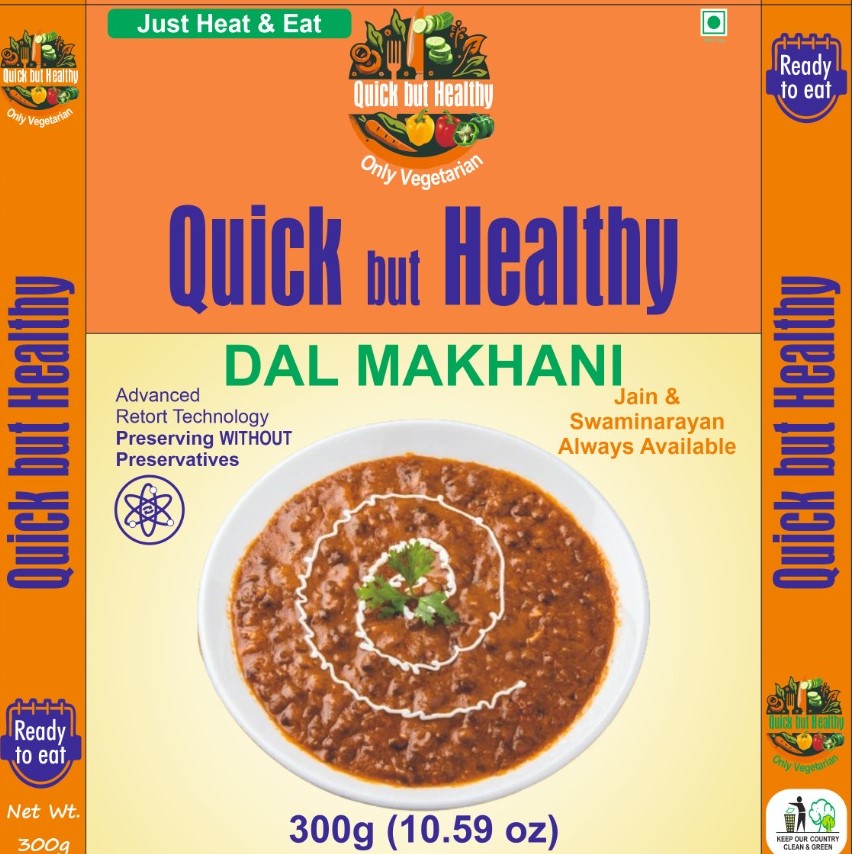 Just Heat & Eat
Quick but Healthy
Only Vegetarian
Quick but Healthy
Only Vegetarian
Ready
to eat
Quick but Healthy
Quick but Healthy
Quick but Healthy
DAL MAKHANI
Advanced
Retort Technology
Preserving WITHOUT
Preservatives
Jain &
Swaminarayan
Always Available
Ready
to eat
Net Wt.
300g
300g (10.59 oz)
Quick but Healthy
Only Vegetarian
KEEP OUR COUNTRY
CLEAN & GREEN